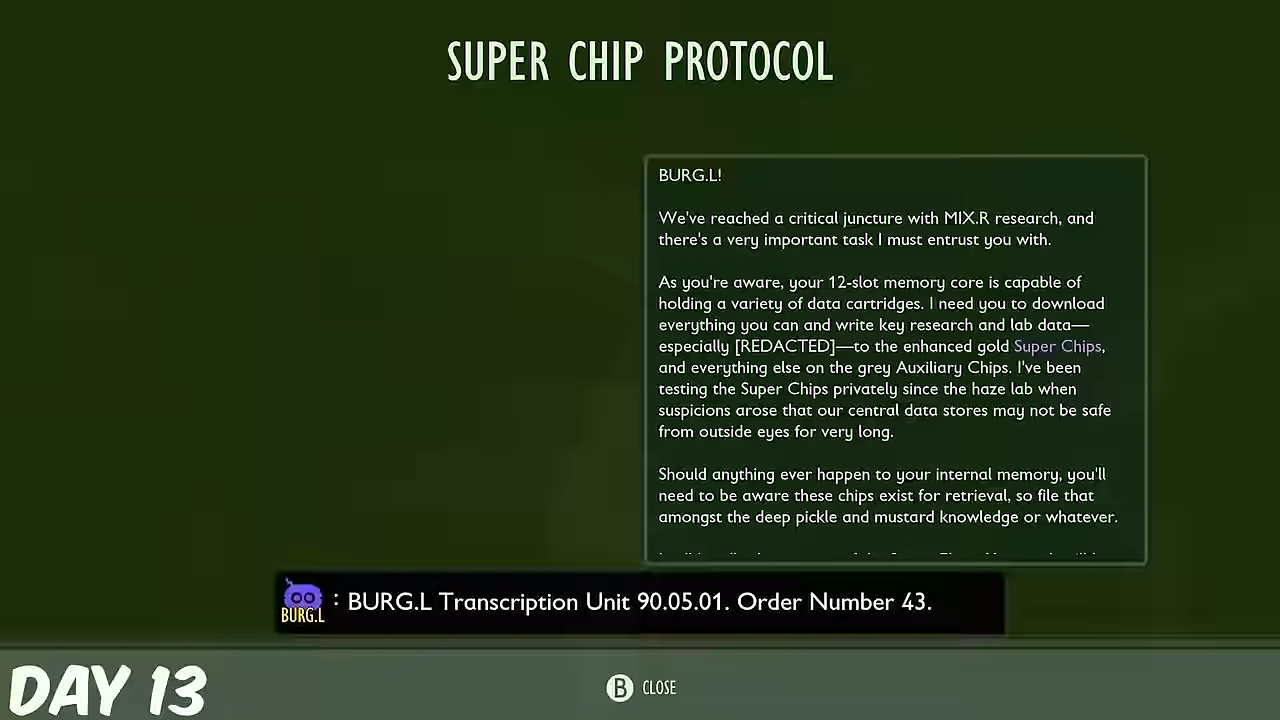 SUPER CHIP PROTOCOL
BURG.L!
We've reached a critical juncture with MIX.R research, and
there's a very important task I must entrust you with.
As you're aware, your 12-slot memory core is capable of
holding a variety of data cartridges. I need you to download
everything you can and write key research and lab data—
especially [REDACTED]—to the enhanced gold Super Chips,
and everything else on the grey Auxiliary Chips. I've been
testing the Super Chips privately since the haze lab when
suspicions arose that our central data stores may not be safe
from outside eyes for very long.
Should anything ever happen to your internal memory, you'll
need to be aware these chips exist for retrieval, so file that
amongst the deep pickle and mustard knowledge or whatever.
BURG.L : BURG.L Transcription Unit 90.05.01. Order Number 43.
DAY 13
B CLOSE